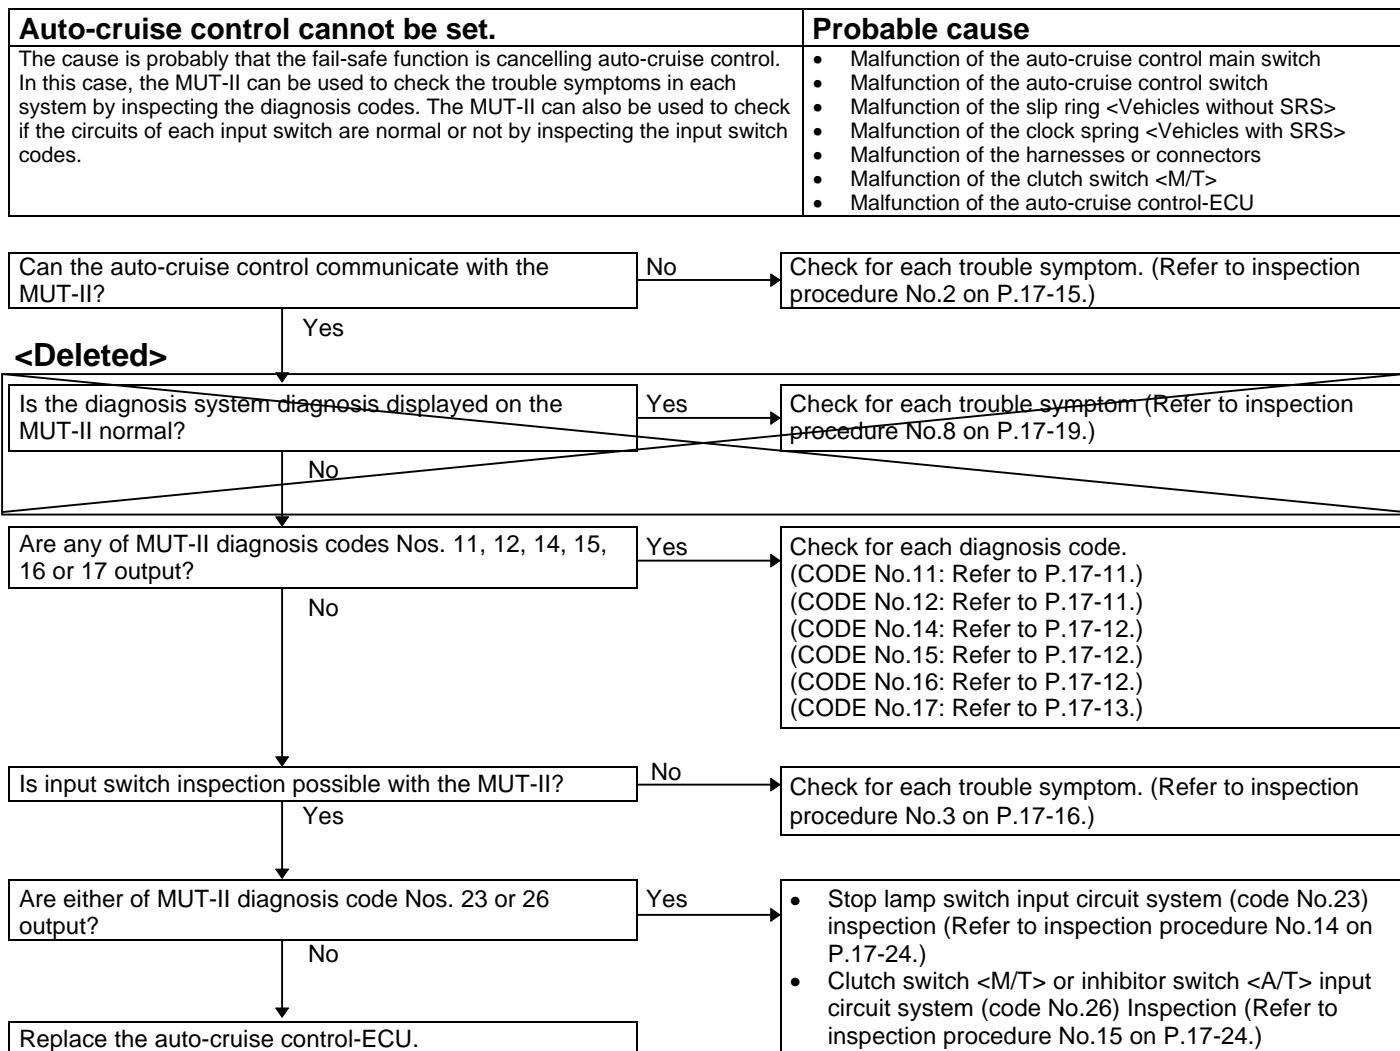 Auto-cruise control cannot be set.
The cause is probably that the fail-safe function is cancelling auto-cruise control.
In this case, the MUT-II can be used to check the trouble symptoms in each
system by inspecting the diagnosis codes. The MUT-II can also be used to check
if the circuits of each input switch are normal or not by inspecting the input switch
codes.
Probable cause
• Malfunction of the auto-cruise control main switch
• Malfunction of the auto-cruise control switch
• Malfunction of the slip ring <Vehicles without SRS>
• Malfunction of the clock spring <Vehicles with SRS>
• Malfunction of the harnesses or connectors
• Malfunction of the clutch switch <M/T>
• Malfunction of the auto-cruise control-ECU
Can the auto-cruise control communicate with the
MUT-II?
No
Check for each trouble symptom. (Refer to inspection
procedure No.2 on P.17-15.)
Yes
<Deleted>
Is the diagnosis system diagnosis displayed on the
MUT-II normal?
Yes
Check for each trouble symptom (Refer to inspection
procedure No.8 on P.17-19.)
No
Are any of MUT-II diagnosis codes Nos. 11, 12, 14, 15,
16 or 17 output?
Yes
Check for each diagnosis code.
(CODE No.11: Refer to P.17-11.)
(CODE No.12: Refer to P.17-11.)
(CODE No.14: Refer to P.17-12.)
(CODE No.15: Refer to P.17-12.)
(CODE No.16: Refer to P.17-12.)
(CODE No.17: Refer to P.17-13.)
No
Is input switch inspection possible with the MUT-II?
No
Check for each trouble symptom. (Refer to inspection
procedure No.3 on P.17-16.)
Yes
Are either of MUT-II diagnosis code Nos. 23 or 26
output?
Yes
• Stop lamp switch input circuit system (code No.23)
inspection (Refer to inspection procedure No.14 on
P.17-24.)
• Clutch switch <M/T> or inhibitor switch <A/T> input
circuit system (code No.26) Inspection (Refer to
inspection procedure No.15 on P.17-24.)
No
Replace the auto-cruise control-ECU.